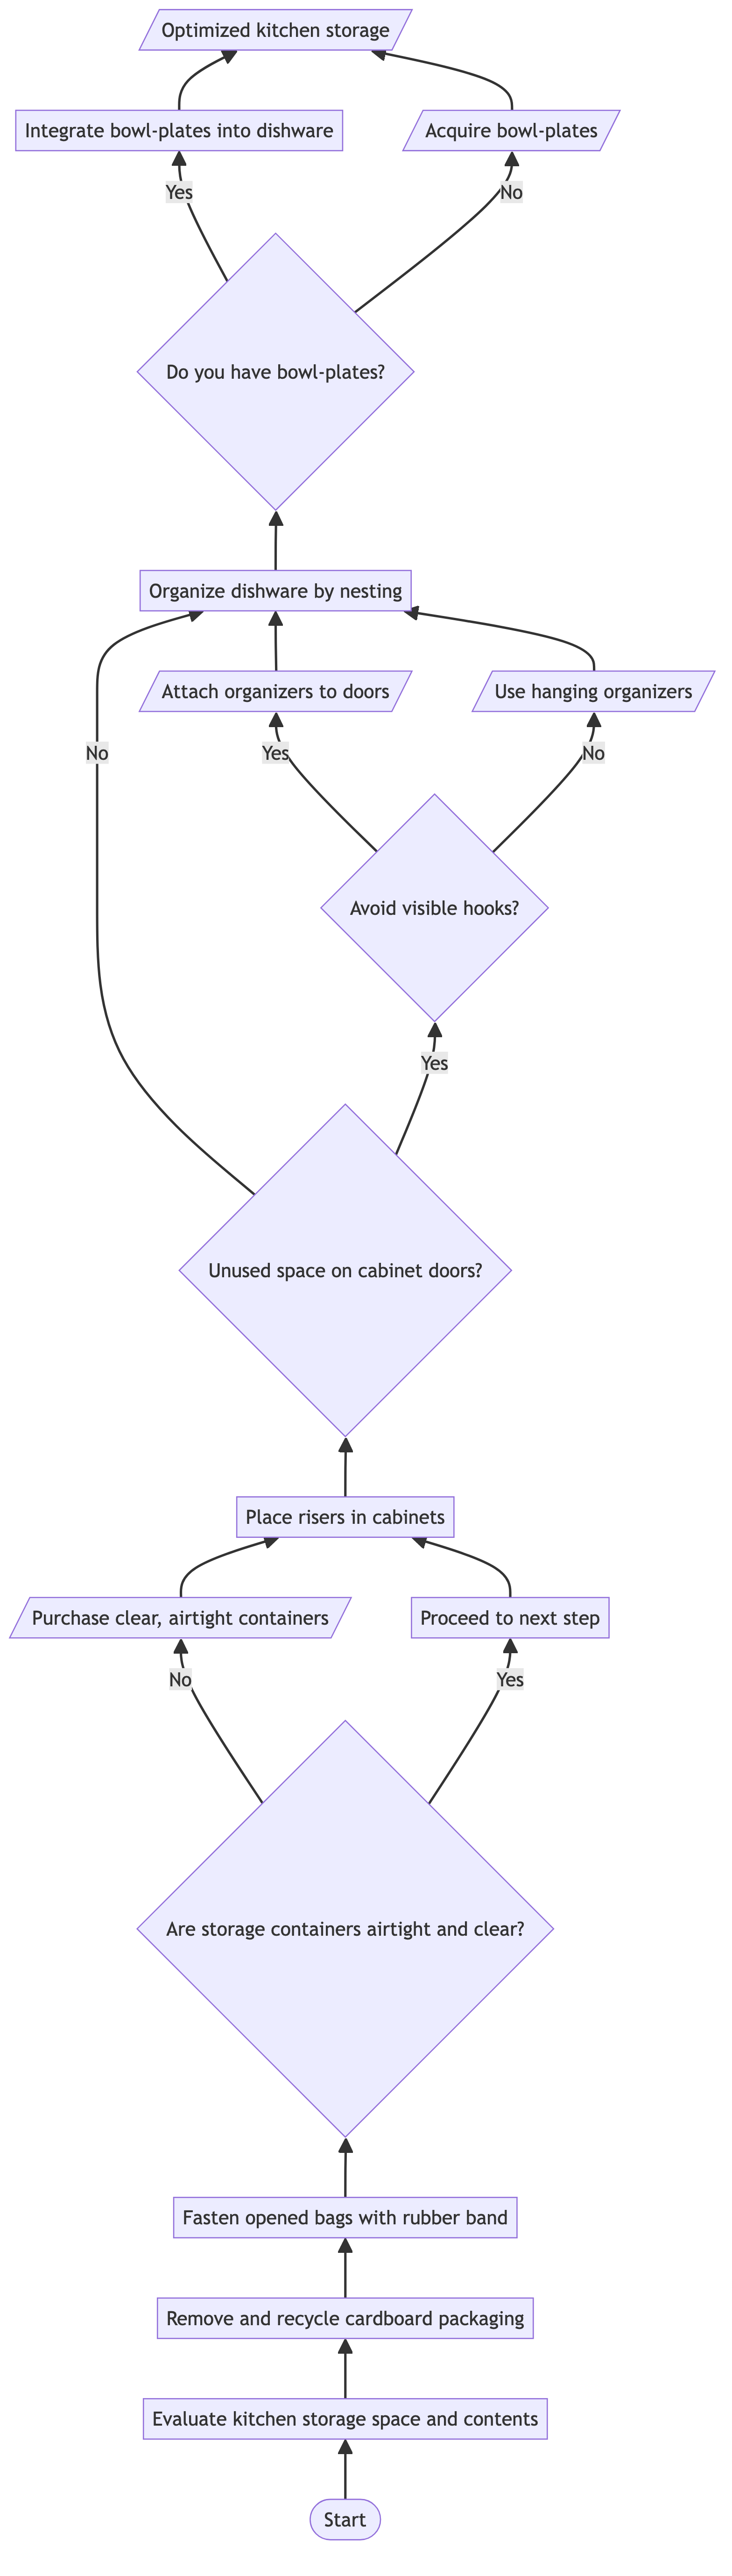 Optimized kitchen storage
Integrate bowl-plates into dishware
Acquire bowl-plates
Yes
No
Do you have bowl-plates?
Organize dishware by nesting
Attach organizers to doors
Use hanging organizers
No
Yes
No
Avoid visible hooks?
Yes
Unused space on cabinet doors?
Place risers in cabinets
Purchase clear, airtight containers
Proceed to next step
No
Yes
Are storage containers airtight and clear?
Fasten opened bags with rubber band
Remove and recycle cardboard packaging
Evaluate kitchen storage space and contents
Start